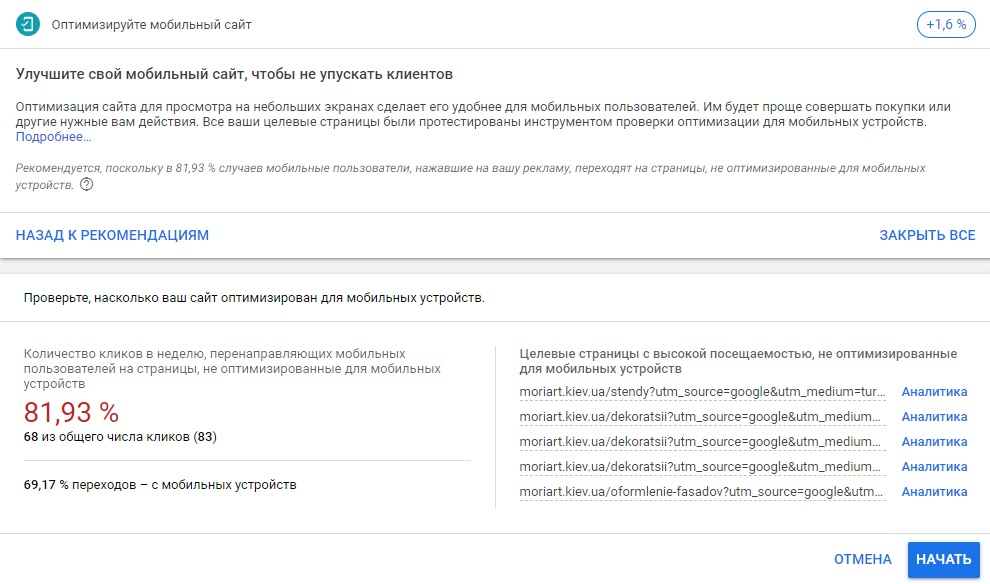 Оптимизируйте мобильный сайт
+1,6 %
Улучшите свой мобильный сайт, чтобы не упускать клиентов
Оптимизация сайта для просмотра на небольших экранах сделает его удобнее для мобильных пользователей. Им будет проще совершать покупки или
другие нужные вам действия. Все ваши целевые страницы были протестированы инструментом проверки оптимизации для мобильных устройств.
Подробнее…
Рекомендуется, поскольку в 81,93 % случаев мобильные пользователи, нажавшие на вашу рекламу, переходят на страницы, не оптимизированные для мобильных
устройств. ?
НАЗАД К РЕКОМЕНДАЦИЯМ
ЗАКРЫТЬ ВСЕ
Проверьте, насколько ваш сайт оптимизирован для мобильных устройств.
Количество кликов в неделю, перенаправляющих мобильных
пользователей на страницы, не оптимизированные для мобильных
устройств
81,93 %
68 из общего числа кликов (83)
69,17 % переходов – с мобильных устройств
Целевые страницы с высокой посещаемостью, не оптимизированные
для мобильных устройств
moriart.kiev.ua/stendy?utm_source=google&utm_medium=tur... Аналитика
moriart.kiev.ua/dekoratsii?utm_source=google&utm_medium... Аналитика
moriart.kiev.ua/dekoratsii?utm_source=google&utm_medium... Аналитика
moriart.kiev.ua/dekoratsii?utm_source=google&utm_medium... Аналитика
moriart.kiev.ua/oformlenie-fasadov?utm_source=google&utm... Аналитика
ОТМЕНА
НАЧАТЬ